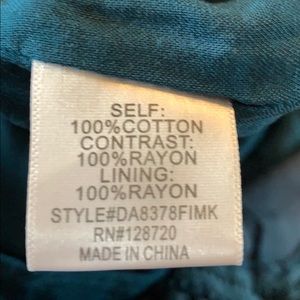 SELF:
100%COTTON
CONTRAST:
100%RAYON
LINING:
100%RAYON
STYLE#DA8378FIMK
RN#128720
MADE IN CHINA